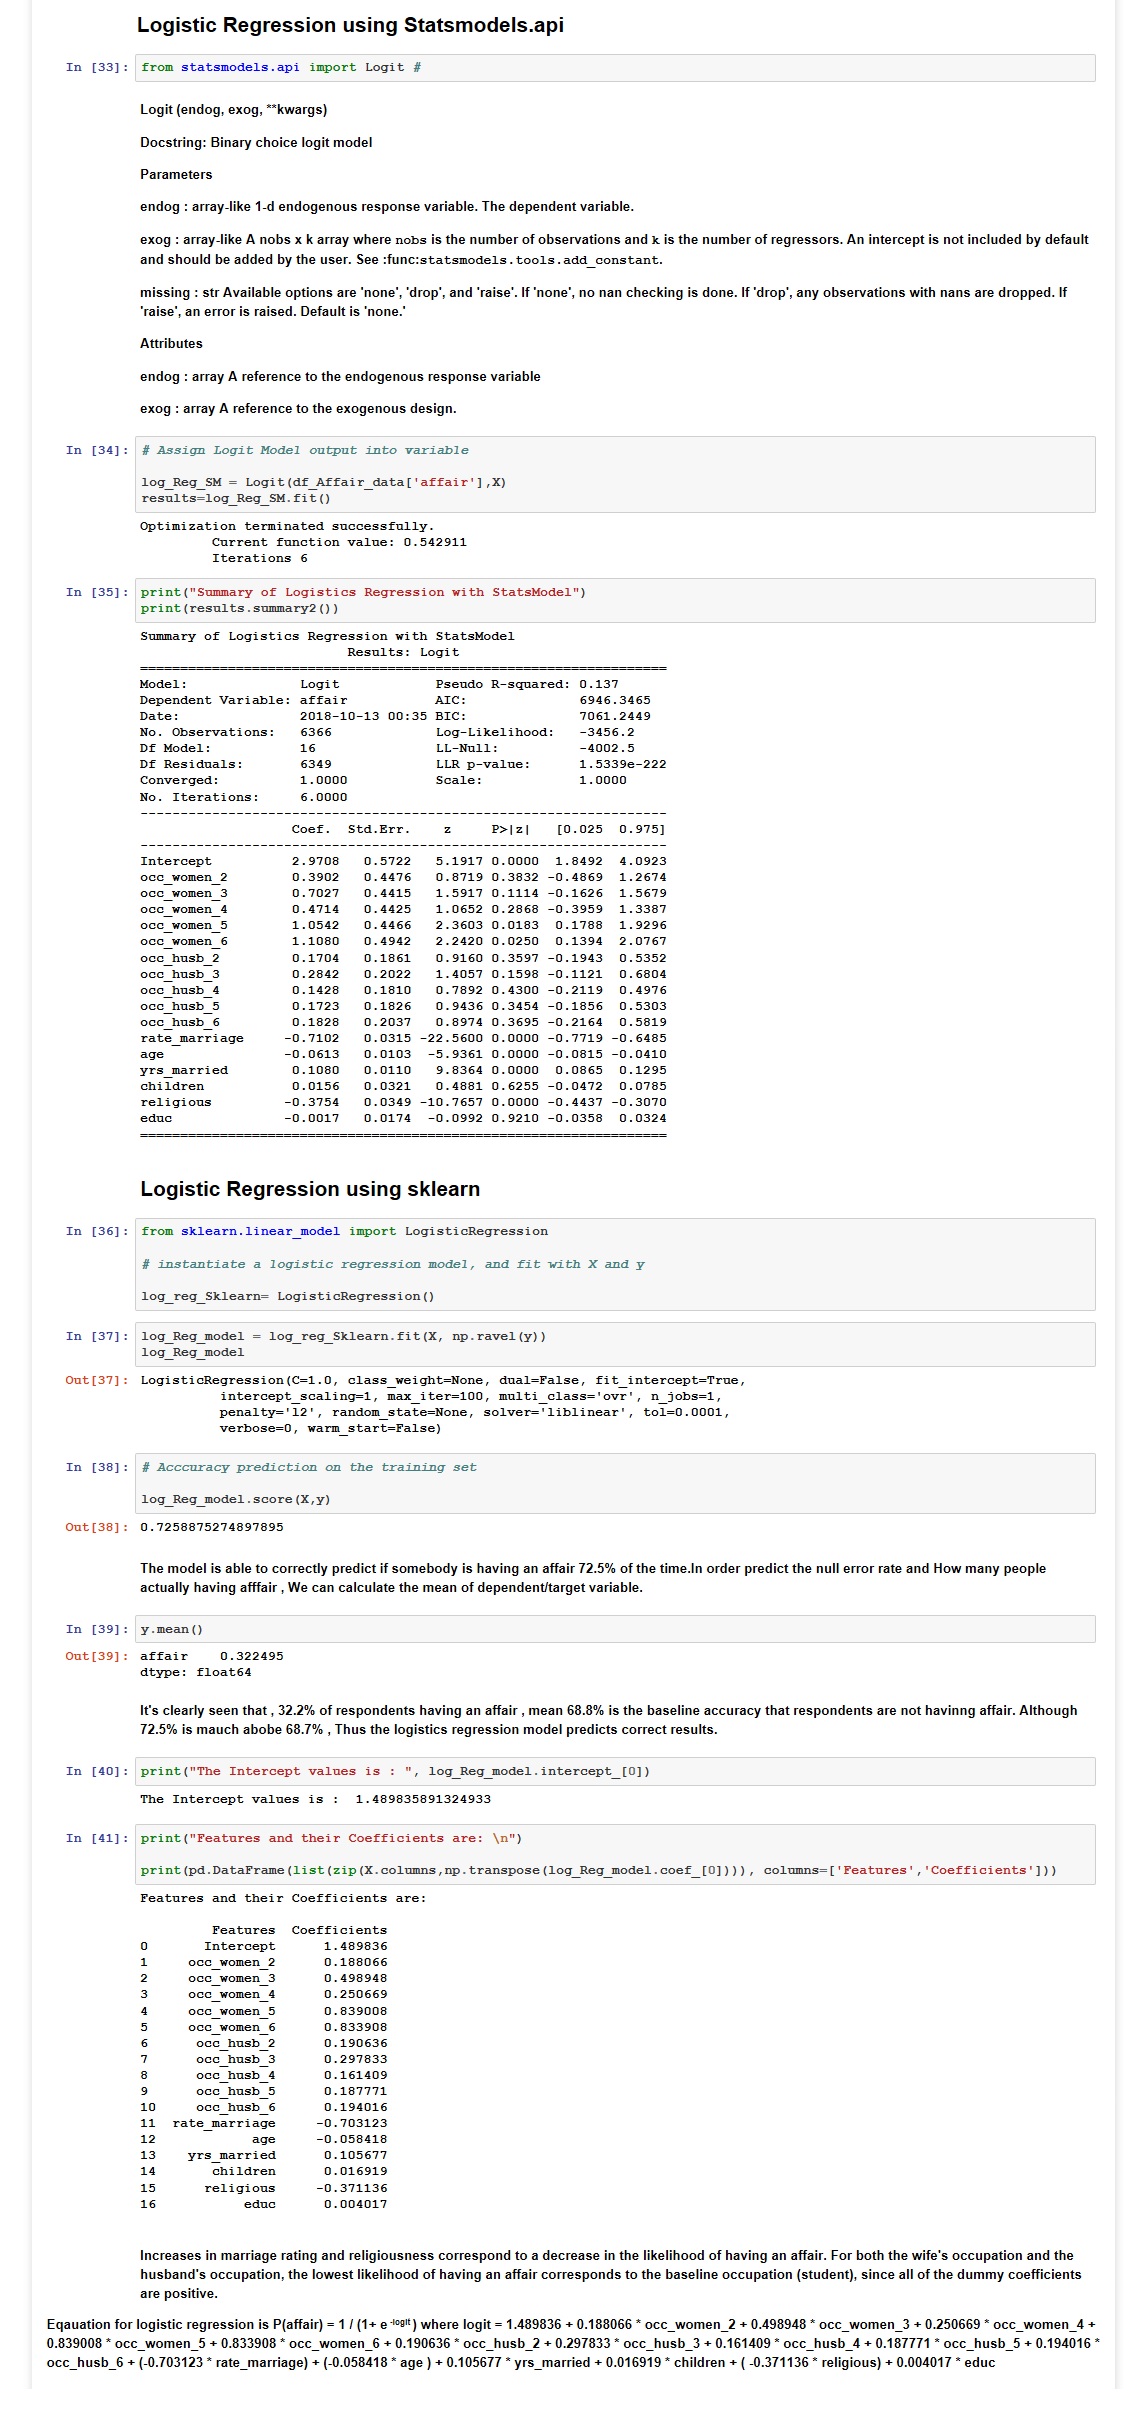 Logistic Regression using Statsmodels.api
In [33]: from statsmodels.api import Logit #
Logit (endog, exog, **kwargs)
Docstring: Binary choice logit model
Parameters
endog : array-like 1-d endogenous response variable. The dependent variable.
exog : array-like A nobs x k array where nobs is the number of observations and k is the number of regressors. An intercept is not included by default
and should be added by the user. See :func:statsmodels.tools.add_constant.
missing : str Available options are 'none', 'drop', and 'raise'. If 'none', no nan checking is done. If 'drop', any observations with nans are dropped. If
'raise', an error is raised. Default is 'none.'
Attributes
endog : array A reference to the endogenous response variable
exog : array A reference to the exogenous design.
In [34]: # Assign Logit Model output into variable
log_Reg_SM = Logit(df_Affair_data['affair'],X)
results=log_Reg_SM.fit()
Optimization terminated successfully.
Current function value: 0.542911
Iterations 6
In [35]: print("Summary of Logistics Regression with StatsModel")
print(results.summary2())
Summary of Logistics Regression with StatsModel
Results: Logit
=================================================================
Model: Logit Pseudo R-squared: 0.137
Dependent Variable: affair AIC: 6946.3465
Date: 2018-10-13 00:35 BIC: 7061.2449
No. Observations: 6366 Log-Likelihood: -3456.2
Df Model: 16 LL-Null: -4002.5
Df Residuals: 6349 LLR p-value: 1.5339e-222
Converged: 1.0000 Scale: 1.0000
No. Iterations: 6.0000
-----------------------------------------------------------------
Coef. Std.Err. z P>|z| [0.025 0.975]
-----------------------------------------------------------------
Intercept 2.9708 0.5722 5.1917 0.0000 1.8492 4.0923
occ_women_2 0.3902 0.4476 0.8719 0.3832 -0.4869 1.2674
occ_women_3 0.7027 0.4415 1.5917 0.1114 -0.1626 1.5679
occ_women_4 0.4714 0.4425 1.0652 0.2868 -0.3959 1.3387
occ_women_5 1.0542 0.4466 2.3603 0.0183 0.1788 1.9296
occ_women_6 1.1080 0.4942 2.2420 0.0250 0.1394 2.0767
occ_husb_2 0.1704 0.1861 0.9160 0.3597 -0.1943 0.5352
occ_husb_3 0.2842 0.2022 1.4057 0.1598 -0.1121 0.6804
occ_husb_4 0.1428 0.1810 0.7892 0.4300 -0.2119 0.4976
occ_husb_5 0.1723 0.1826 0.9436 0.3454 -0.1856 0.5303
occ_husb_6 0.1828 0.2037 0.8974 0.3695 -0.2164 0.5819
rate_marriage -0.7102 0.0315 -22.5600 0.0000 -0.7719 -0.6485
age -0.0613 0.0103 -5.9361 0.0000 -0.0815 -0.0410
yrs_married 0.1080 0.0110 9.8364 0.0000 0.0865 0.1295
children 0.0156 0.0321 0.4881 0.6255 -0.0472 0.0785
religious -0.3754 0.0349 -10.7657 0.0000 -0.4437 -0.3070
educ -0.0017 0.0174 -0.0992 0.9210 -0.0358 0.0324
=================================================================
Logistic Regression using sklearn
In [36]: from sklearn.linear_model import LogisticRegression
# instantiate a logistic regression model, and fit with X and y
log_reg_Sklearn= LogisticRegression()
In [37]: log_Reg_model = log_reg_Sklearn.fit(X, np.ravel(y))
log_Reg_model
Out[37]: LogisticRegression(C=1.0, class_weight=None, dual=False, fit_intercept=True,
intercept_scaling=1, max_iter=100, multi_class='ovr', n_jobs=1,
penalty='l2', random_state=None, solver='liblinear', tol=0.0001,
verbose=0, warm_start=False)
In [38]: # Acccuracy prediction on the training set
log_Reg_model.score(X,y)
Out[38]: 0.7258875274897895
The model is able to correctly predict if somebody is having an affair 72.5% of the time.In order predict the null error rate and How many people
actually having afffair , We can calculate the mean of dependent/target variable.
In [39]: y.mean()
Out[39]: affair 0.322495
dtype: float64
It's clearly seen that , 32.2% of respondents having an affair , mean 68.8% is the baseline accuracy that respondents are not havinng affair. Although
72.5% is mauch abobe 68.7% , Thus the logistics regression model predicts correct results.
In [40]: print("The Intercept values is : ", log_Reg_model.intercept_[0])
The Intercept values is : 1.489835891324933
In [41]: print("Features and their Coefficients are: \n")
print(pd.DataFrame(list(zip(X.columns,np.transpose(log_Reg_model.coef_[0]))), columns=['Features','Coefficients']))
Features and their Coefficients are:
Features Coefficients
0 Intercept 1.489836
1 occ_women_2 0.188066
2 occ_women_3 0.498948
3 occ_women_4 0.250669
4 occ_women_5 0.839008
5 occ_women_6 0.833908
6 occ_husb_2 0.190636
7 occ_husb_3 0.297833
8 occ_husb_4 0.161409
9 occ_husb_5 0.187771
10 occ_husb_6 0.194016
11 rate_marriage -0.703123
12 age -0.058418
13 yrs_married 0.105677
14 children 0.016919
15 religious -0.371136
16 educ 0.004017
Increases in marriage rating and religiousness correspond to a decrease in the likelihood of having an affair. For both the wife's occupation and the
husband's occupation, the lowest likelihood of having an affair corresponds to the baseline occupation (student), since all of the dummy coefficients
are positive.
Eqauation for logistic regression is P(affair) = 1 / (1+ e -logit ) where logit = 1.489836 + 0.188066 * occ_women_2 + 0.498948 * occ_women_3 + 0.250669 * occ_women_4 +
0.839008 * occ_women_5 + 0.833908 * occ_women_6 + 0.190636 * occ_husb_2 + 0.297833 * occ_husb_3 + 0.161409 * occ_husb_4 + 0.187771 * occ_husb_5 + 0.194016 *
occ_husb_6 + (-0.703123 * rate_marriage) + (-0.058418 * age ) + 0.105677 * yrs_married + 0.016919 * children + ( -0.371136 * religious) + 0.004017 * educ